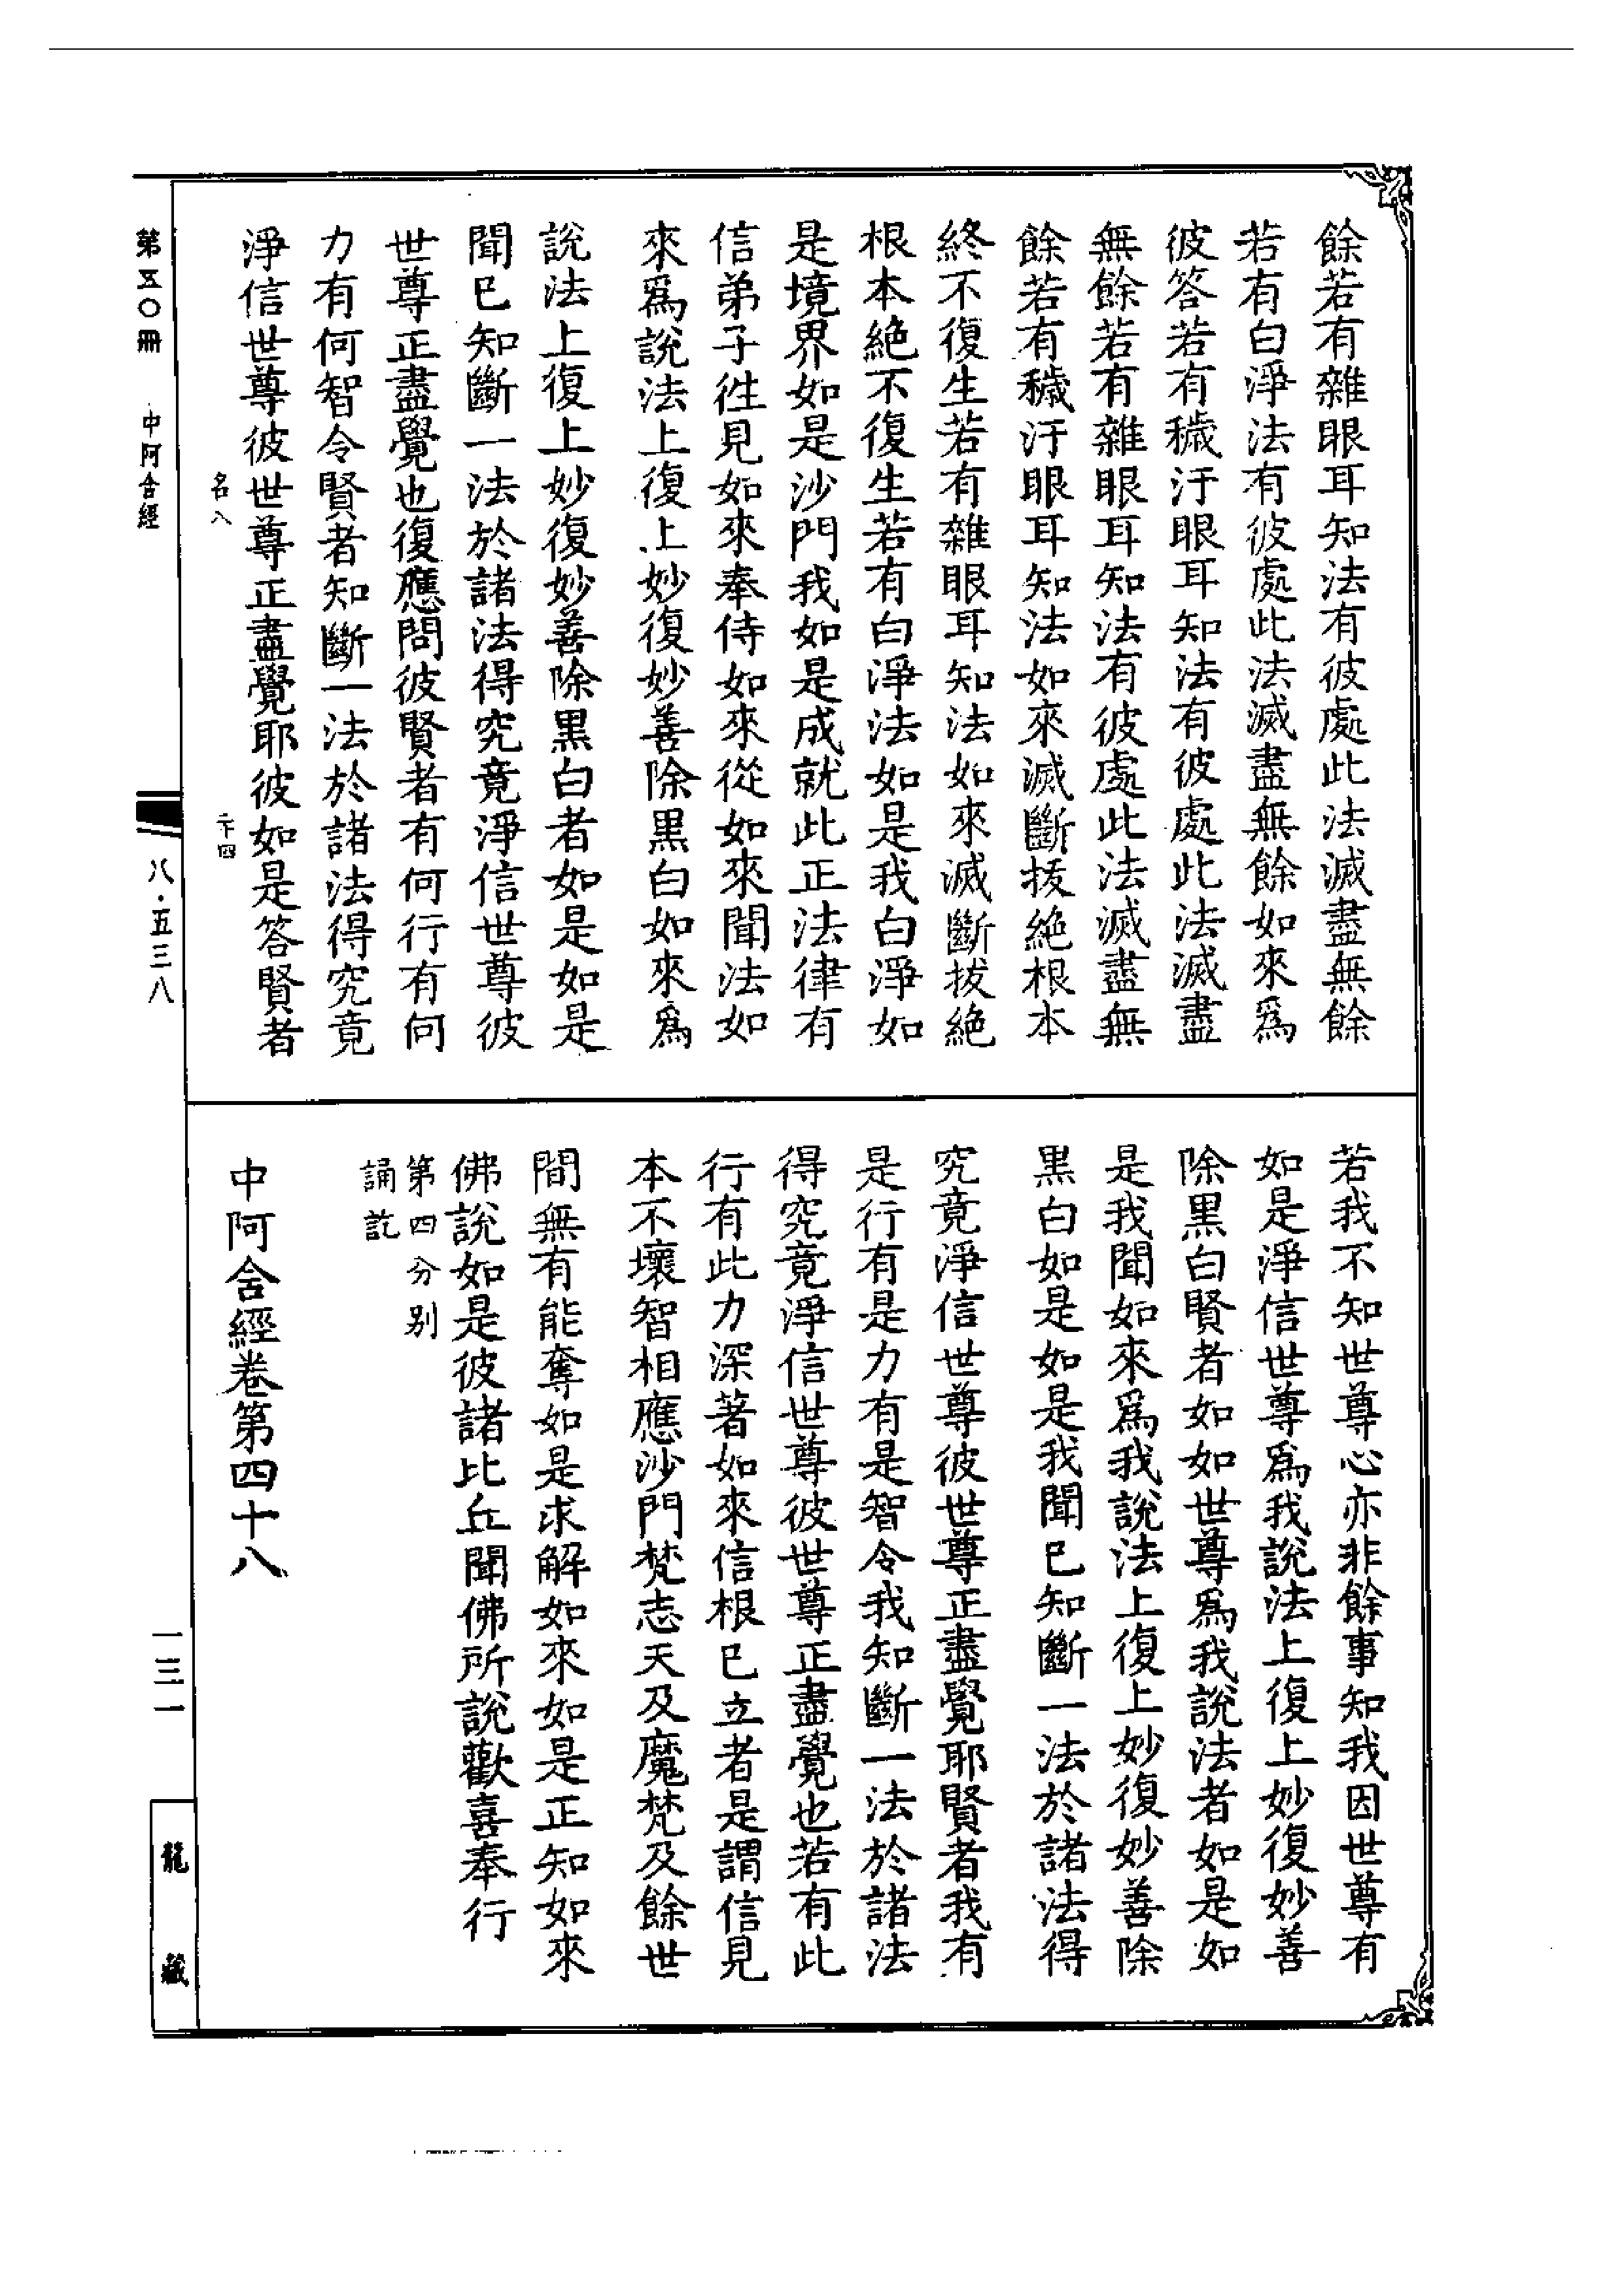 餘若有雜眼耳知法有彼處此法滅盡無餘
若有白淨法有彼處此法滅盡無餘如來爲
彼答若有穢汙眼耳知法有彼處此法滅盡
無餘若有雜眼耳知法有彼處此法滅盡無
餘若有穢汙眼耳知法如來滅斷拔絕根本
終不復生若有雜眼耳知法如來滅斷拔絕
根本絕不復生若有白淨法如是我白淨如
是境界如是沙門我如是成就此正法律有
信弟子徃見如來奉侍如來從如來聞法如
來爲說法上復上妙復妙善除黑白如來爲
說法上復上妙復妙善除黑白者如是如是
聞已知斷一法於諸法得究竟淨信世尊彼
世尊正盡覺也復應問彼賢者有何行有何
力有何智令賢者知斷一法於諸法得究竟
淨信世尊彼世尊正盡覺耶彼如是答賢者
名八 二十四
若我不知世尊心亦非餘事知我因世尊有
如是淨信世尊爲我說法上復上妙復妙善
除黑白賢者如如世尊爲我說法者如是如
是我聞如來爲我說法上復上妙復妙善除
黑白如是如是我聞已知斷一法於諸法得
究竟淨信世尊彼世尊正盡覺耶賢者我有
是行有是力有是智令我知斷一法於諸法
得究竟淨信世尊彼世尊正盡覺也若有此
行有此力深著如來信根已立者是謂信見
本不壞智相應沙門梵志天及魔梵及餘世
間無有能奪如是求解如來如是正知如來
佛說如是彼諸比丘聞佛所說歡喜奉行
第四分別
誦訖
中阿含經卷第四十八
第五〇冊 中阿含經
八·五三八
一三一
龍藏